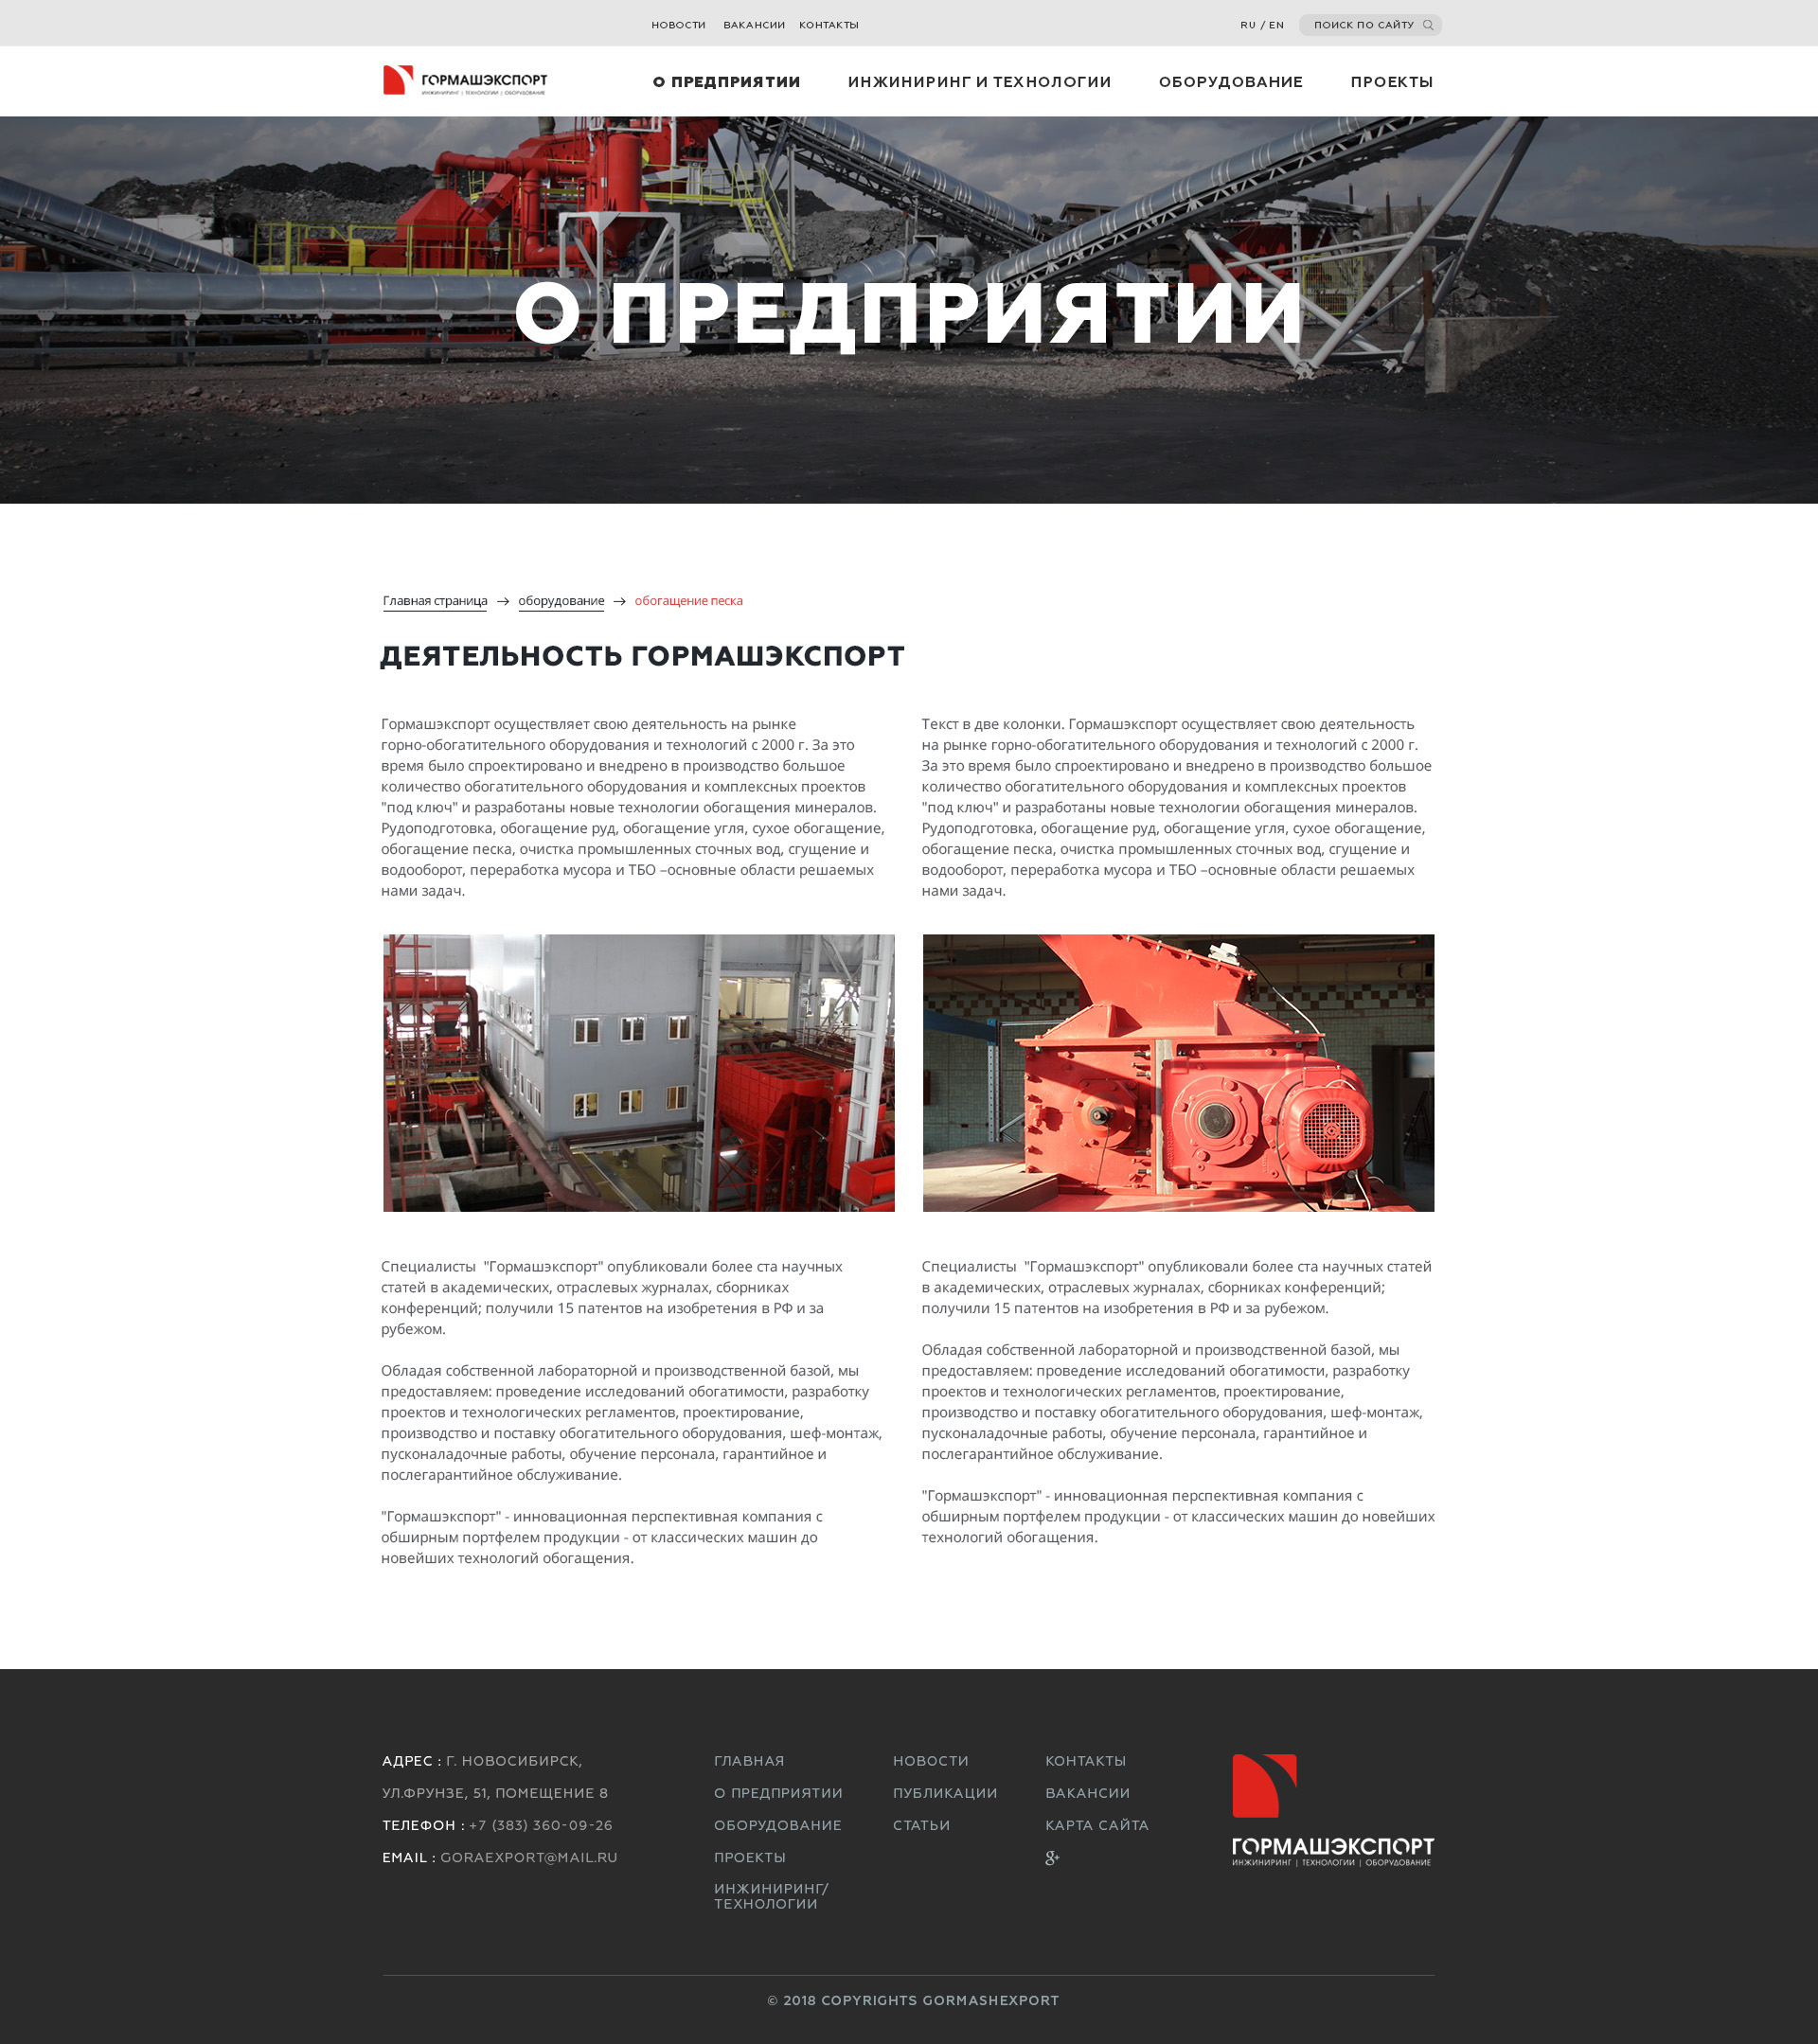 НОВОСТИ ВАКАНСИИ КОНТАКТЫ RU / EN ПОИСК ПО САЙТУ
ГОРМАШЭКСПОРТ
ИНЖИНИРИНГ | ТЕХНОЛОГИИ | ОБОРУДОВАНИЕ
О ПРЕДПРИЯТИИ ИНЖИНИРИНГ И ТЕХНОЛОГИИ ОБОРУДОВАНИЕ ПРОЕКТЫ
О ПРЕДПРИЯТИИ
Главная страница → оборудование → обогащение песка
ДЕЯТЕЛЬНОСТЬ ГОРМАШЭКСПОРТ
Гормашэкспорт осуществляет свою деятельность на рынке
горно-обогатительного оборудования и технологий с 2000 г. За это
время было спроектировано и внедрено в производство большое
количество обогатительного оборудования и комплексных проектов
"под ключ" и разработаны новые технологии обогащения минералов.
Рудоподготовка, обогащение руд, обогащение угля, сухое обогащение,
обогащение песка, очистка промышленных сточных вод, сгущение и
водооборот, переработка мусора и ТБО –основные области решаемых
нами задач.
Текст в две колонки. Гормашэкспорт осуществляет свою деятельность
на рынке горно-обогатительного оборудования и технологий с 2000 г.
За это время было спроектировано и внедрено в производство большое
количество обогатительного оборудования и комплексных проектов
"под ключ" и разработаны новые технологии обогащения минералов.
Рудоподготовка, обогащение руд, обогащение угля, сухое обогащение,
обогащение песка, очистка промышленных сточных вод, сгущение и
водооборот, переработка мусора и ТБО –основные области решаемых
нами задач.
Специалисты  "Гормашэкспорт" опубликовали более ста научных
статей в академических, отраслевых журналах, сборниках
конференций; получили 15 патентов на изобретения в РФ и за
рубежом.
Обладая собственной лабораторной и производственной базой, мы
предоставляем: проведение исследований обогатимости, разработку
проектов и технологических регламентов, проектирование,
производство и поставку обогатительного оборудования, шеф-монтаж,
пусконаладочные работы, обучение персонала, гарантийное и
послегарантийное обслуживание.
"Гормашэкспорт" - инновационная перспективная компания с
обширным портфелем продукции - от классических машин до
новейших технологий обогащения.
Специалисты  "Гормашэкспорт" опубликовали более ста научных статей
в академических, отраслевых журналах, сборниках конференций;
получили 15 патентов на изобретения в РФ и за рубежом.
Обладая собственной лабораторной и производственной базой, мы
предоставляем: проведение исследований обогатимости, разработку
проектов и технологических регламентов, проектирование,
производство и поставку обогатительного оборудования, шеф-монтаж,
пусконаладочные работы, обучение персонала, гарантийное и
послегарантийное обслуживание.
"Гормашэкспорт" - инновационная перспективная компания с
обширным портфелем продукции - от классических машин до новейших
технологий обогащения.
АДРЕС : Г. НОВОСИБИРСК,
УЛ.ФРУНЗЕ, 51, ПОМЕЩЕНИЕ 8
ТЕЛЕФОН : +7 (383) 360-09-26
EMAIL : GORAEXPORT@MAIL.RU
ГЛАВНАЯ
О ПРЕДПРИЯТИИ
ОБОРУДОВАНИЕ
ПРОЕКТЫ
ИНЖИНИРИНГ/
ТЕХНОЛОГИИ
НОВОСТИ
ПУБЛИКАЦИИ
СТАТЬИ
КОНТАКТЫ
ВАКАНСИИ
КАРТА САЙТА
g+
ГОРМАШЭКСПОРТ
ИНЖИНИРИНГ | ТЕХНОЛОГИИ | ОБОРУДОВАНИЕ
© 2018 COPYRIGHTS GORMASHEXPORT